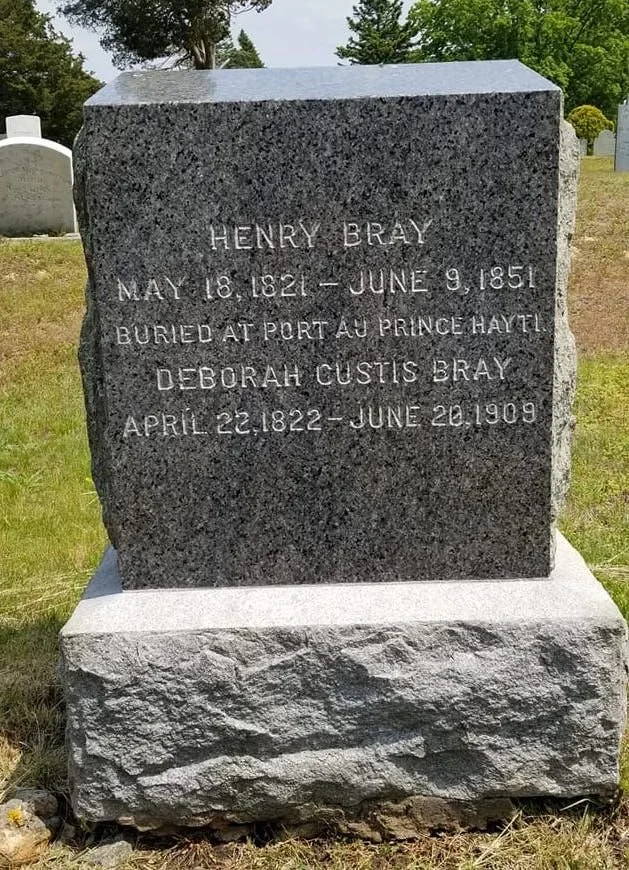 HENRY BRAY
MAY 18, 1821 – JUNE 9, 1851
BURIED AT PORT AU PRINCE HAYTI.
DEBORAH CUSTIS BRAY
APRIL 22, 1822 – JUNE 20, 1909